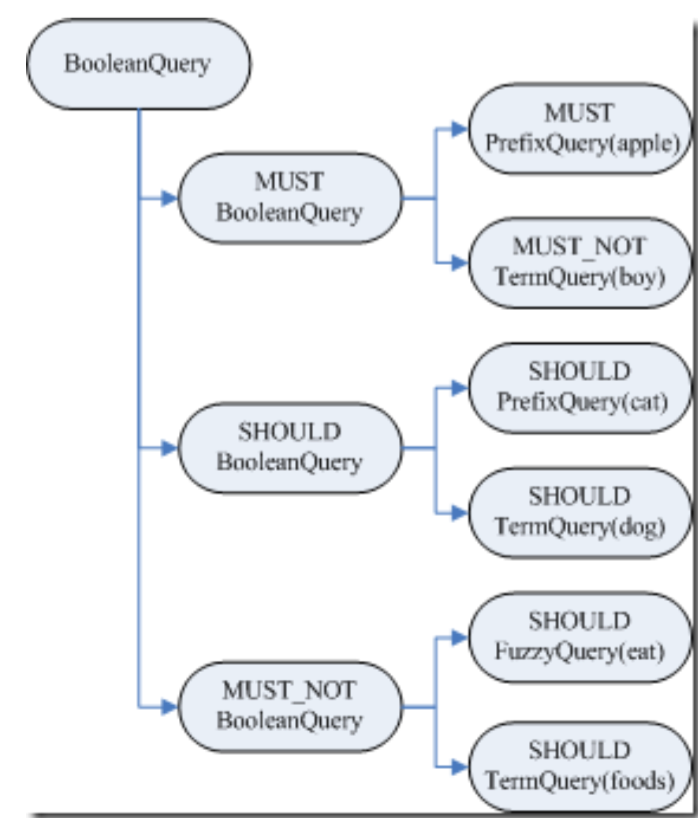 BooleanQuery
MUST
BooleanQuery
MUST
PrefixQuery(apple)
MUST_NOT
TermQuery(boy)
SHOULD
BooleanQuery
SHOULD
PrefixQuery(cat)
SHOULD
TermQuery(dog)
MUST_NOT
BooleanQuery
SHOULD
FuzzyQuery(eat)
SHOULD
TermQuery(foods)